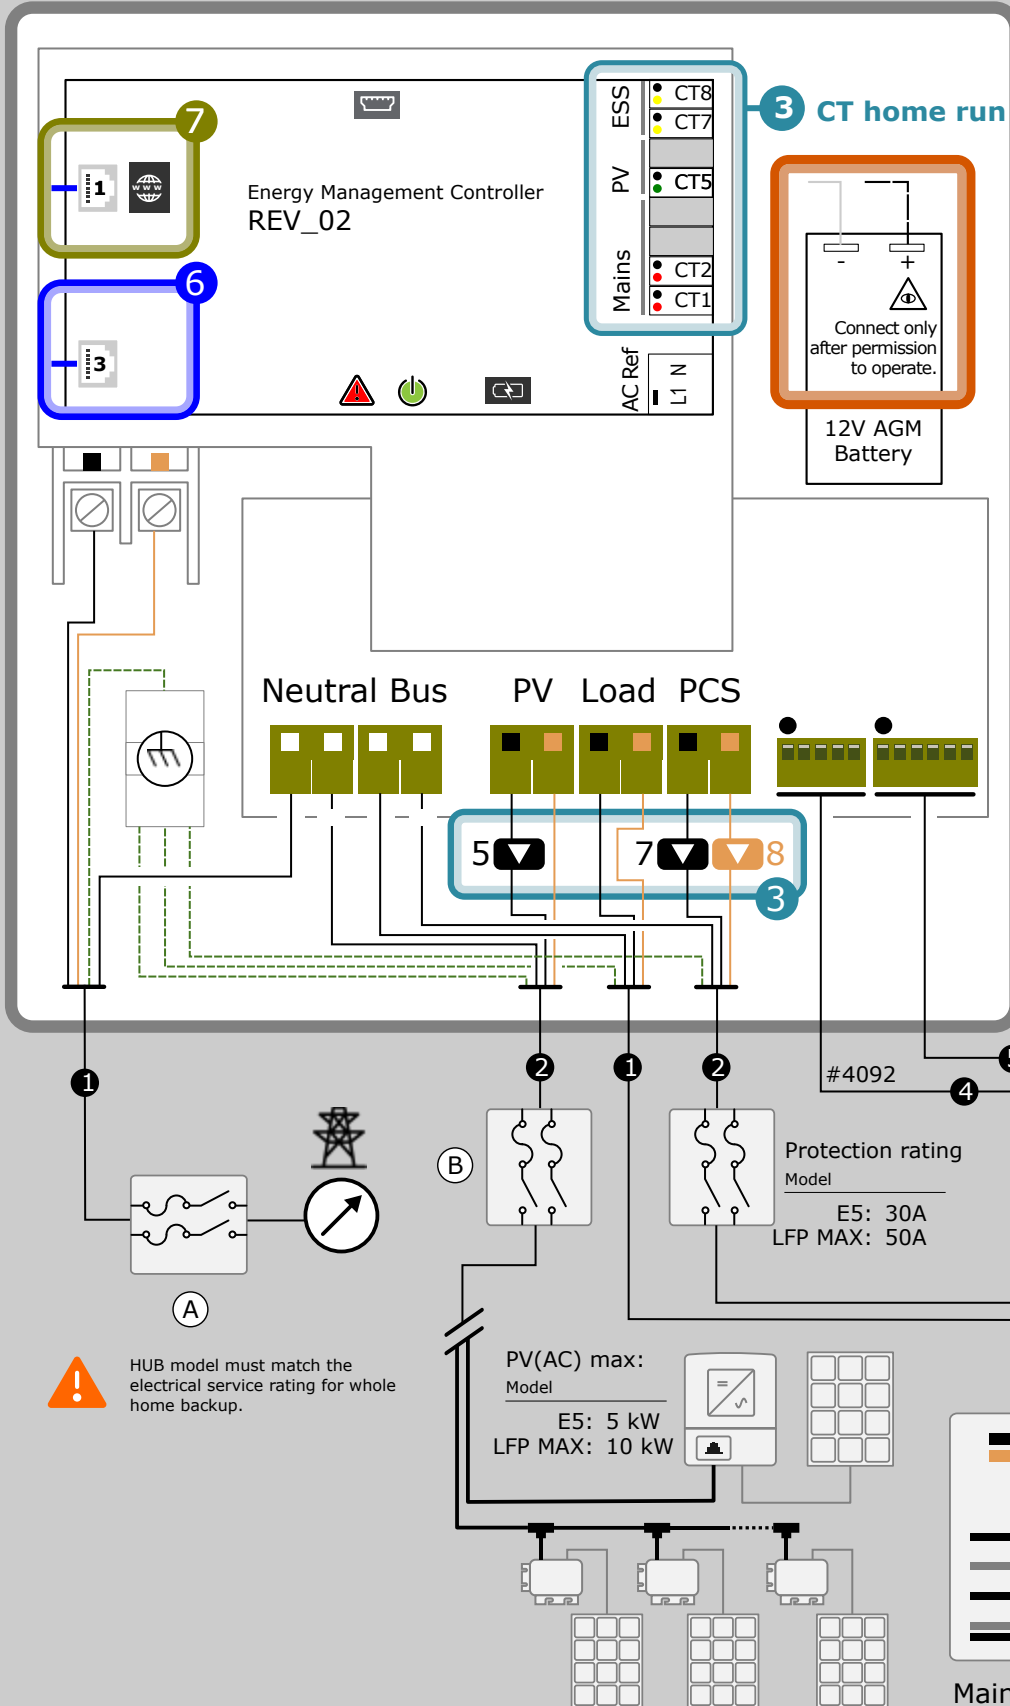 7
1
www
Energy Management Controller
REV_02
6
3
ESS
CT8
CT7
PV
CT5
Mains
CT2
CT1
AC Ref
L1 N
3 CT home run
- +
Connect only
after permission
to operate.
12V AGM
Battery
Neutral Bus
PV
Load
PCS
5
7
8
3
1
2
1
2
#4092
4
A
B
Protection rating
Model
E5: 30A
LFP MAX: 50A
HUB model must match the
electrical service rating for whole
home backup.
PV(AC) max:
Model
E5: 5 kW
LFP MAX: 10 kW
Main